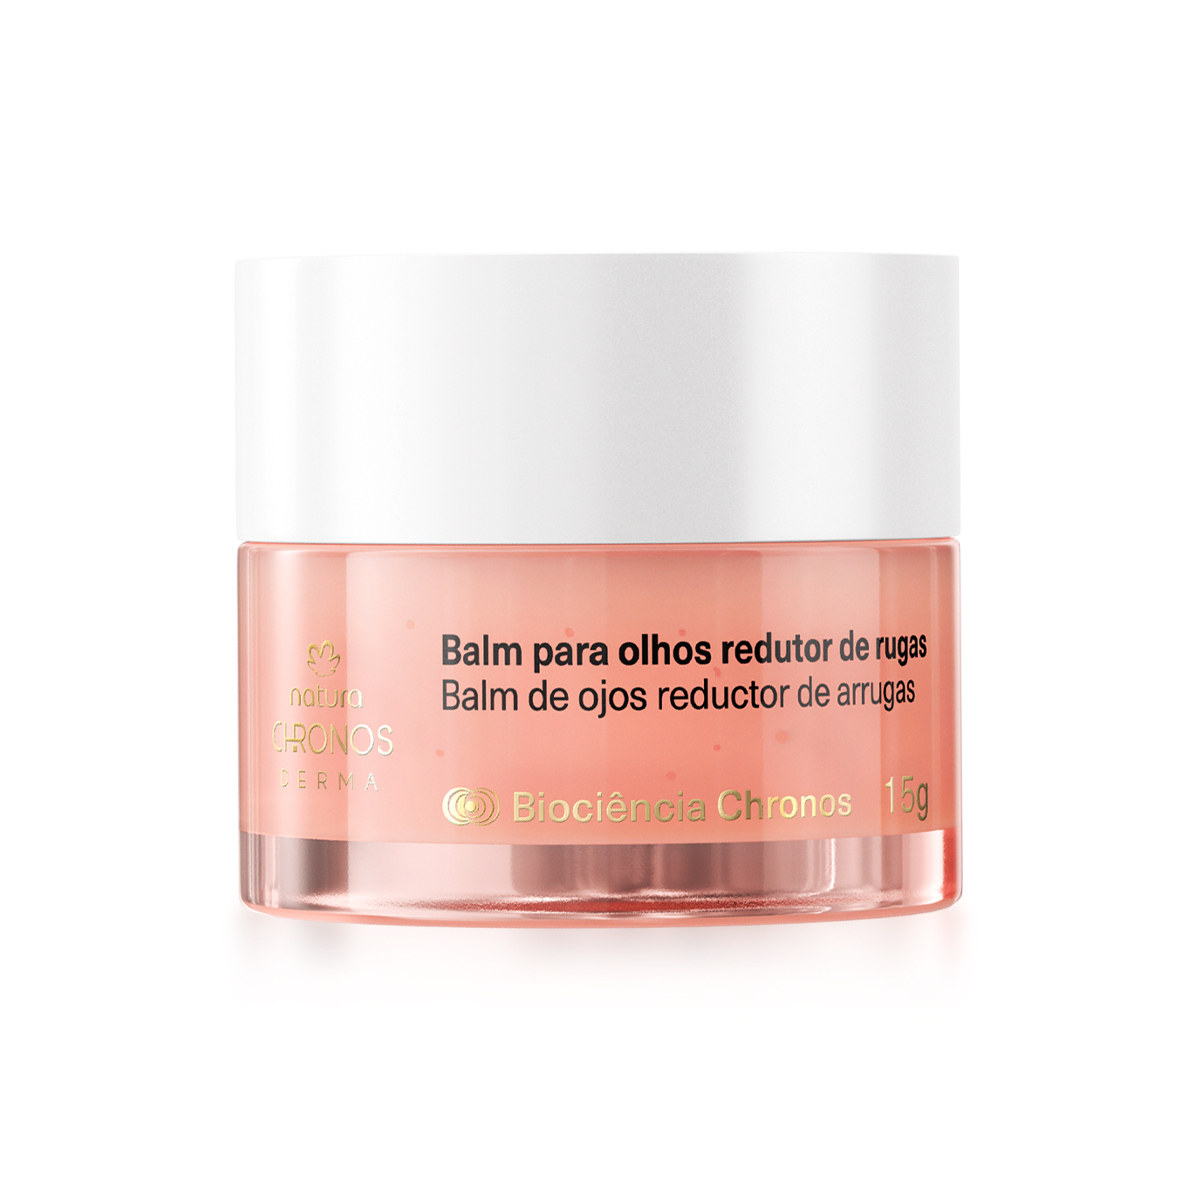 natura
CHRONOS
DERMA
Balm para olhos redutor de rugas
Balm de ojos reductor de arrugas
Biociência Chronos 15g